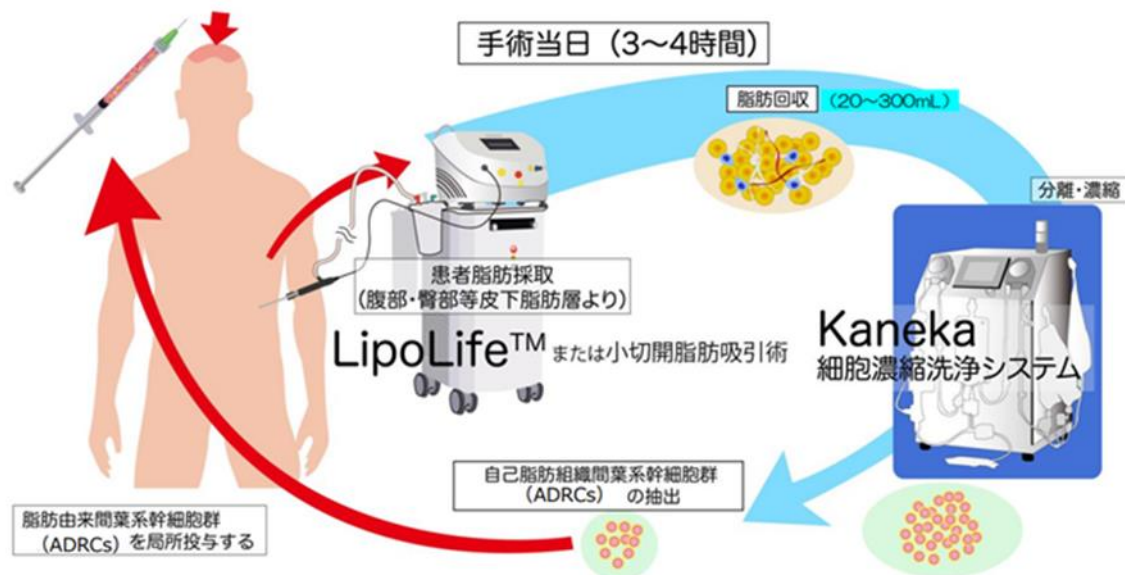 手術当日（3～4時間）
脂肪回収
（20～300mL）
分離・濃縮
患者脂肪採取
（腹部・臀部等皮下脂肪層より）
LipoLife™ または小切開脂肪吸引術
Kaneka
細胞濃縮洗浄システム
自己脂肪組織間葉系幹細胞群
（ADRCs） の抽出
脂肪由来間葉系幹細胞群
（ADRCs）を局所投与する